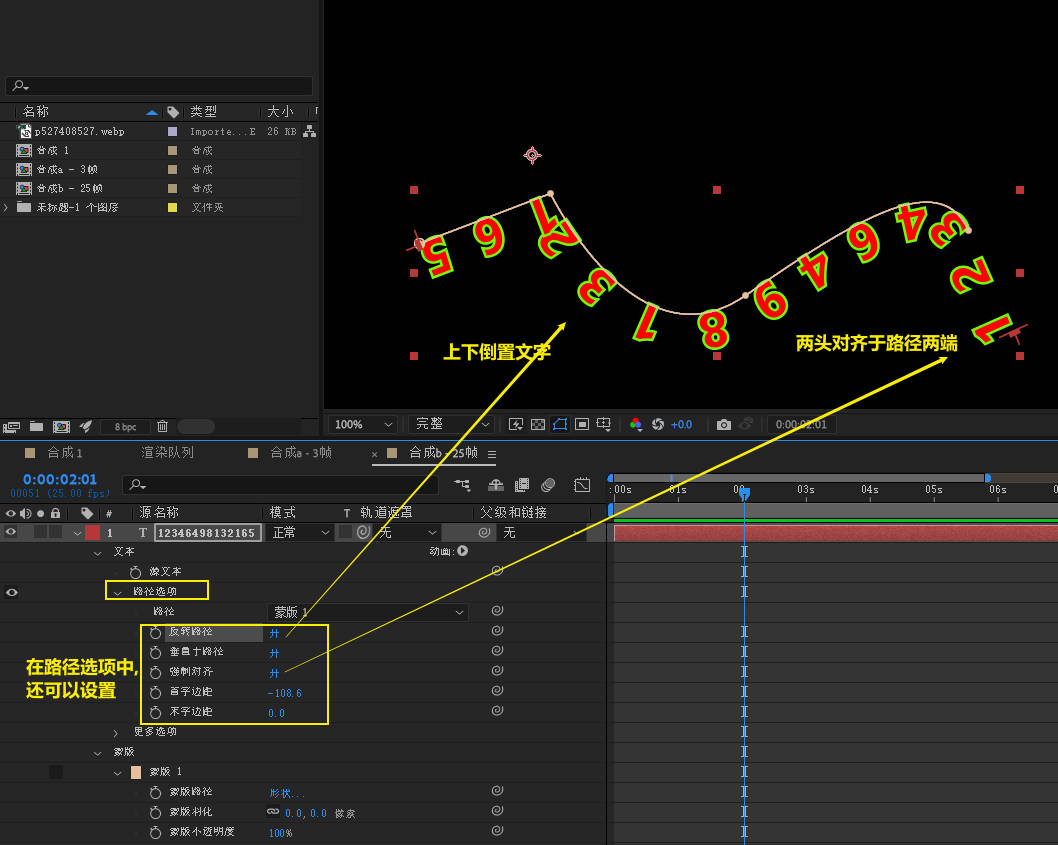 名称 类型 大小
p527408527.webp Importe...E 26 KB
合成 1 合成
合成a - 3帧 合成
合成b - 25帧 合成
未标题-1 个图层 文件夹
5 6 1 2 3 7 8 9 4 6 4 3 2 1
上下倒置文字
两头对齐于路径两端
8 bpc
100% 完整 +0.0 0:00:02:01
合成 1 渲染队列 合成a - 3帧 × 合成b - 25帧
0:00:02:01
00051 (25.00 fps)
:00s 01s 02s 03s 04s 05s 06s 0
# 源名称 模式 T 轨道遮罩 父级和链接
1 T 12346498132165 正常 无 无
文本 动画:
源文本
路径选项
路径 蒙版 1
反转路径 开
垂直于路径 开
强制对齐 开
首字边距 -108.6
末字边距 0.0
在路径选项中,
还可以设置
更多选项
蒙版
蒙版 1
蒙版路径 形状...
蒙版羽化 0.0, 0.0 像素
蒙版不透明度 100%